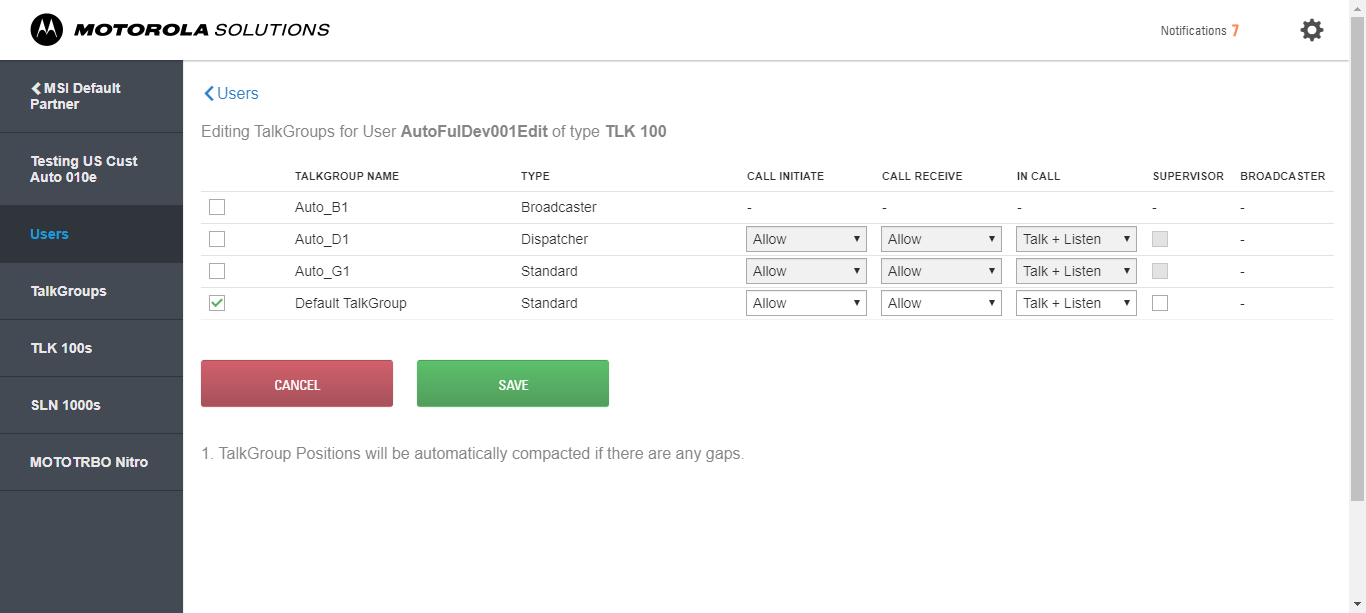 MOTOROLA SOLUTIONS
Notifications 7
MSI Default
Partner
Testing US Cust
Auto 010e
Users
TalkGroups
TLK 100s
SLN 1000s
MOTOTRBO Nitro
Users
Editing TalkGroups for User AutoFulDev001Edit of type TLK 100
TALKGROUP NAME TYPE CALL INITIATE CALL RECEIVE IN CALL SUPERVISOR BROADCASTER
Auto_B1 Broadcaster - - - - -
Auto_D1 Dispatcher Allow Allow Talk + Listen -
Auto_G1 Standard Allow Allow Talk + Listen -
Default TalkGroup Standard Allow Allow Talk + Listen -
CANCEL SAVE
1. TalkGroup Positions will be automatically compacted if there are any gaps.